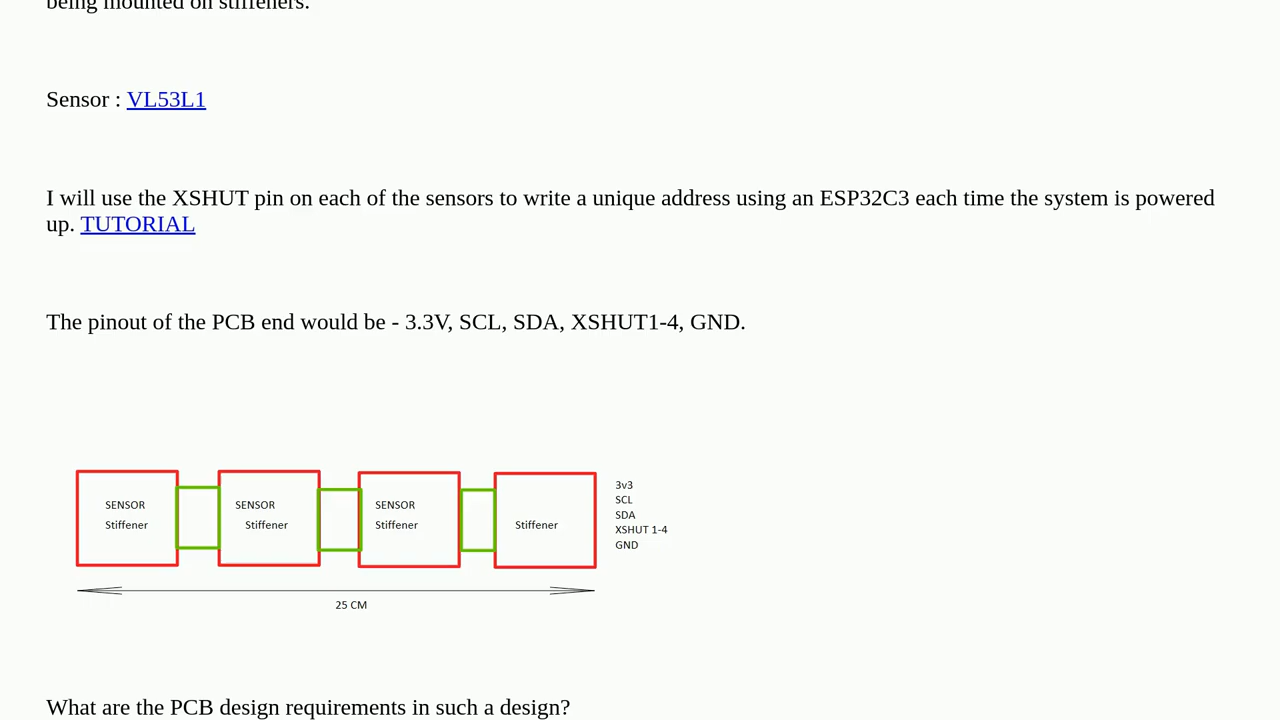 being mounted on stiffeners.
Sensor : VL53L1
I will use the XSHUT pin on each of the sensors to write a unique address using an ESP32C3 each time the system is powered
up. TUTORIAL
The pinout of the PCB end would be - 3.3V, SCL, SDA, XSHUT1-4, GND.
SENSOR
Stiffener
SENSOR
Stiffener
SENSOR
Stiffener
Stiffener
3v3
SCL
SDA
XSHUT 1-4
GND
25 CM
What are the PCB design requirements in such a design?